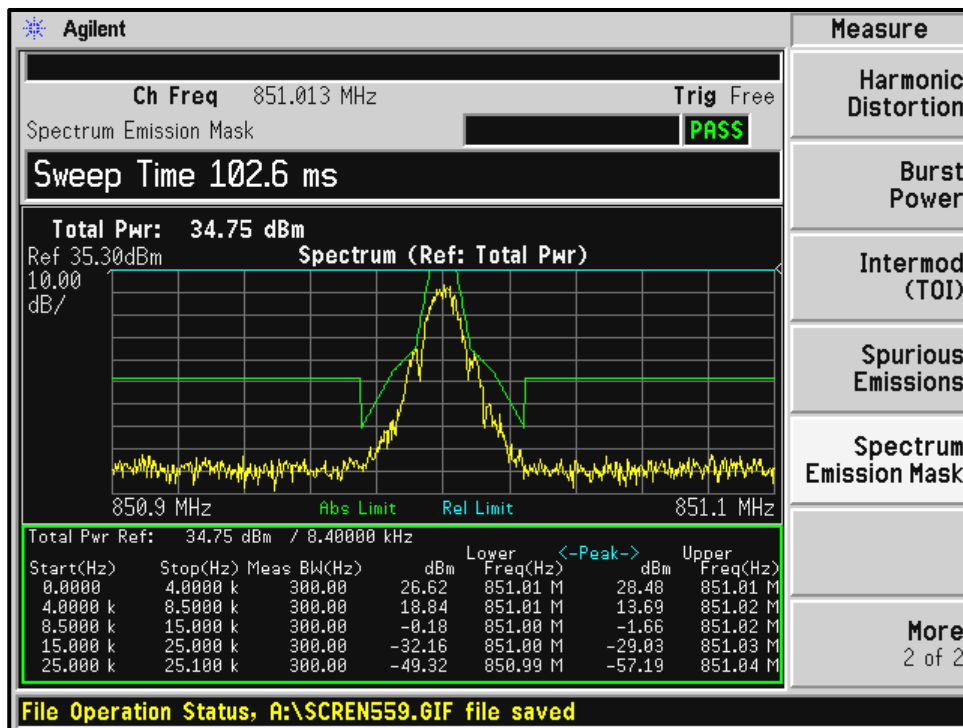 Agilent
Measure
Ch Freq 851.013 MHz Trig Free
Spectrum Emission Mask PASS
Sweep Time 102.6 ms
Total Pwr: 34.75 dBm
Ref 35.30dBm Spectrum (Ref: Total Pwr)
10.00
dB/
850.9 MHz Abs Limit Rel Limit 851.1 MHz
Total Pwr Ref: 34.75 dBm / 8.40000 kHz
Lower <-Peak-> Upper
Start(Hz) Stop(Hz) Meas BW(Hz) dBm Freq(Hz) dBm Freq(Hz)
0.0000 4.0000 k 300.00 26.62 851.01 M 28.48 851.01 M
4.0000 k 8.5000 k 300.00 18.84 851.01 M 13.69 851.02 M
8.5000 k 15.000 k 300.00 -0.18 851.00 M -1.66 851.02 M
15.000 k 25.000 k 300.00 -32.16 851.00 M -29.03 851.03 M
25.000 k 25.100 k 300.00 -49.32 850.99 M -57.19 851.04 M
Harmonic
Distortion
Burst
Power
Intermod
(TOI)
Spurious
Emissions
Spectrum
Emission Mask
More
2 of 2
File Operation Status, A:\SCREN559.GIF file saved